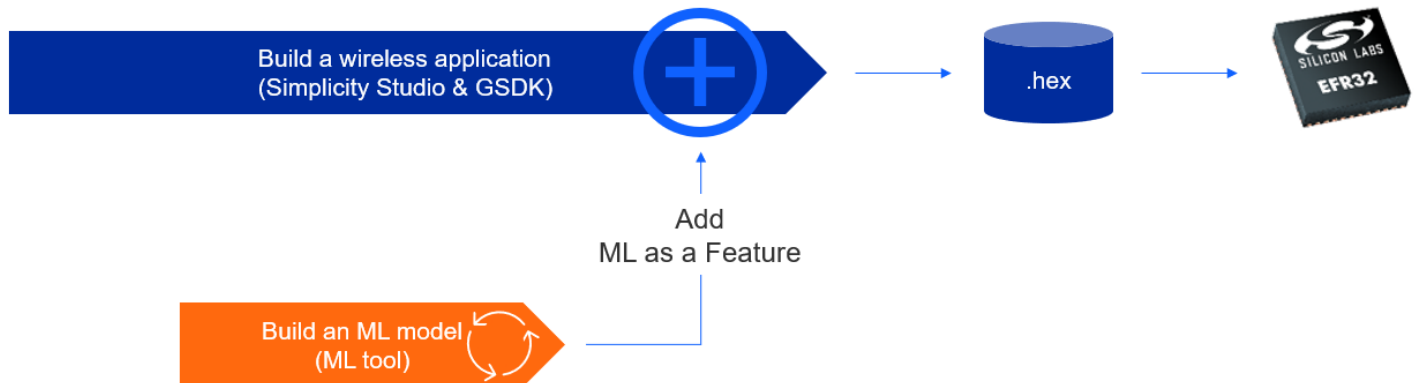 Build a wireless application
(Simplicity Studio & GSDK)
.hex
SILICON LABS
EFR32
Add
ML as a Feature
Build an ML model
(ML tool)